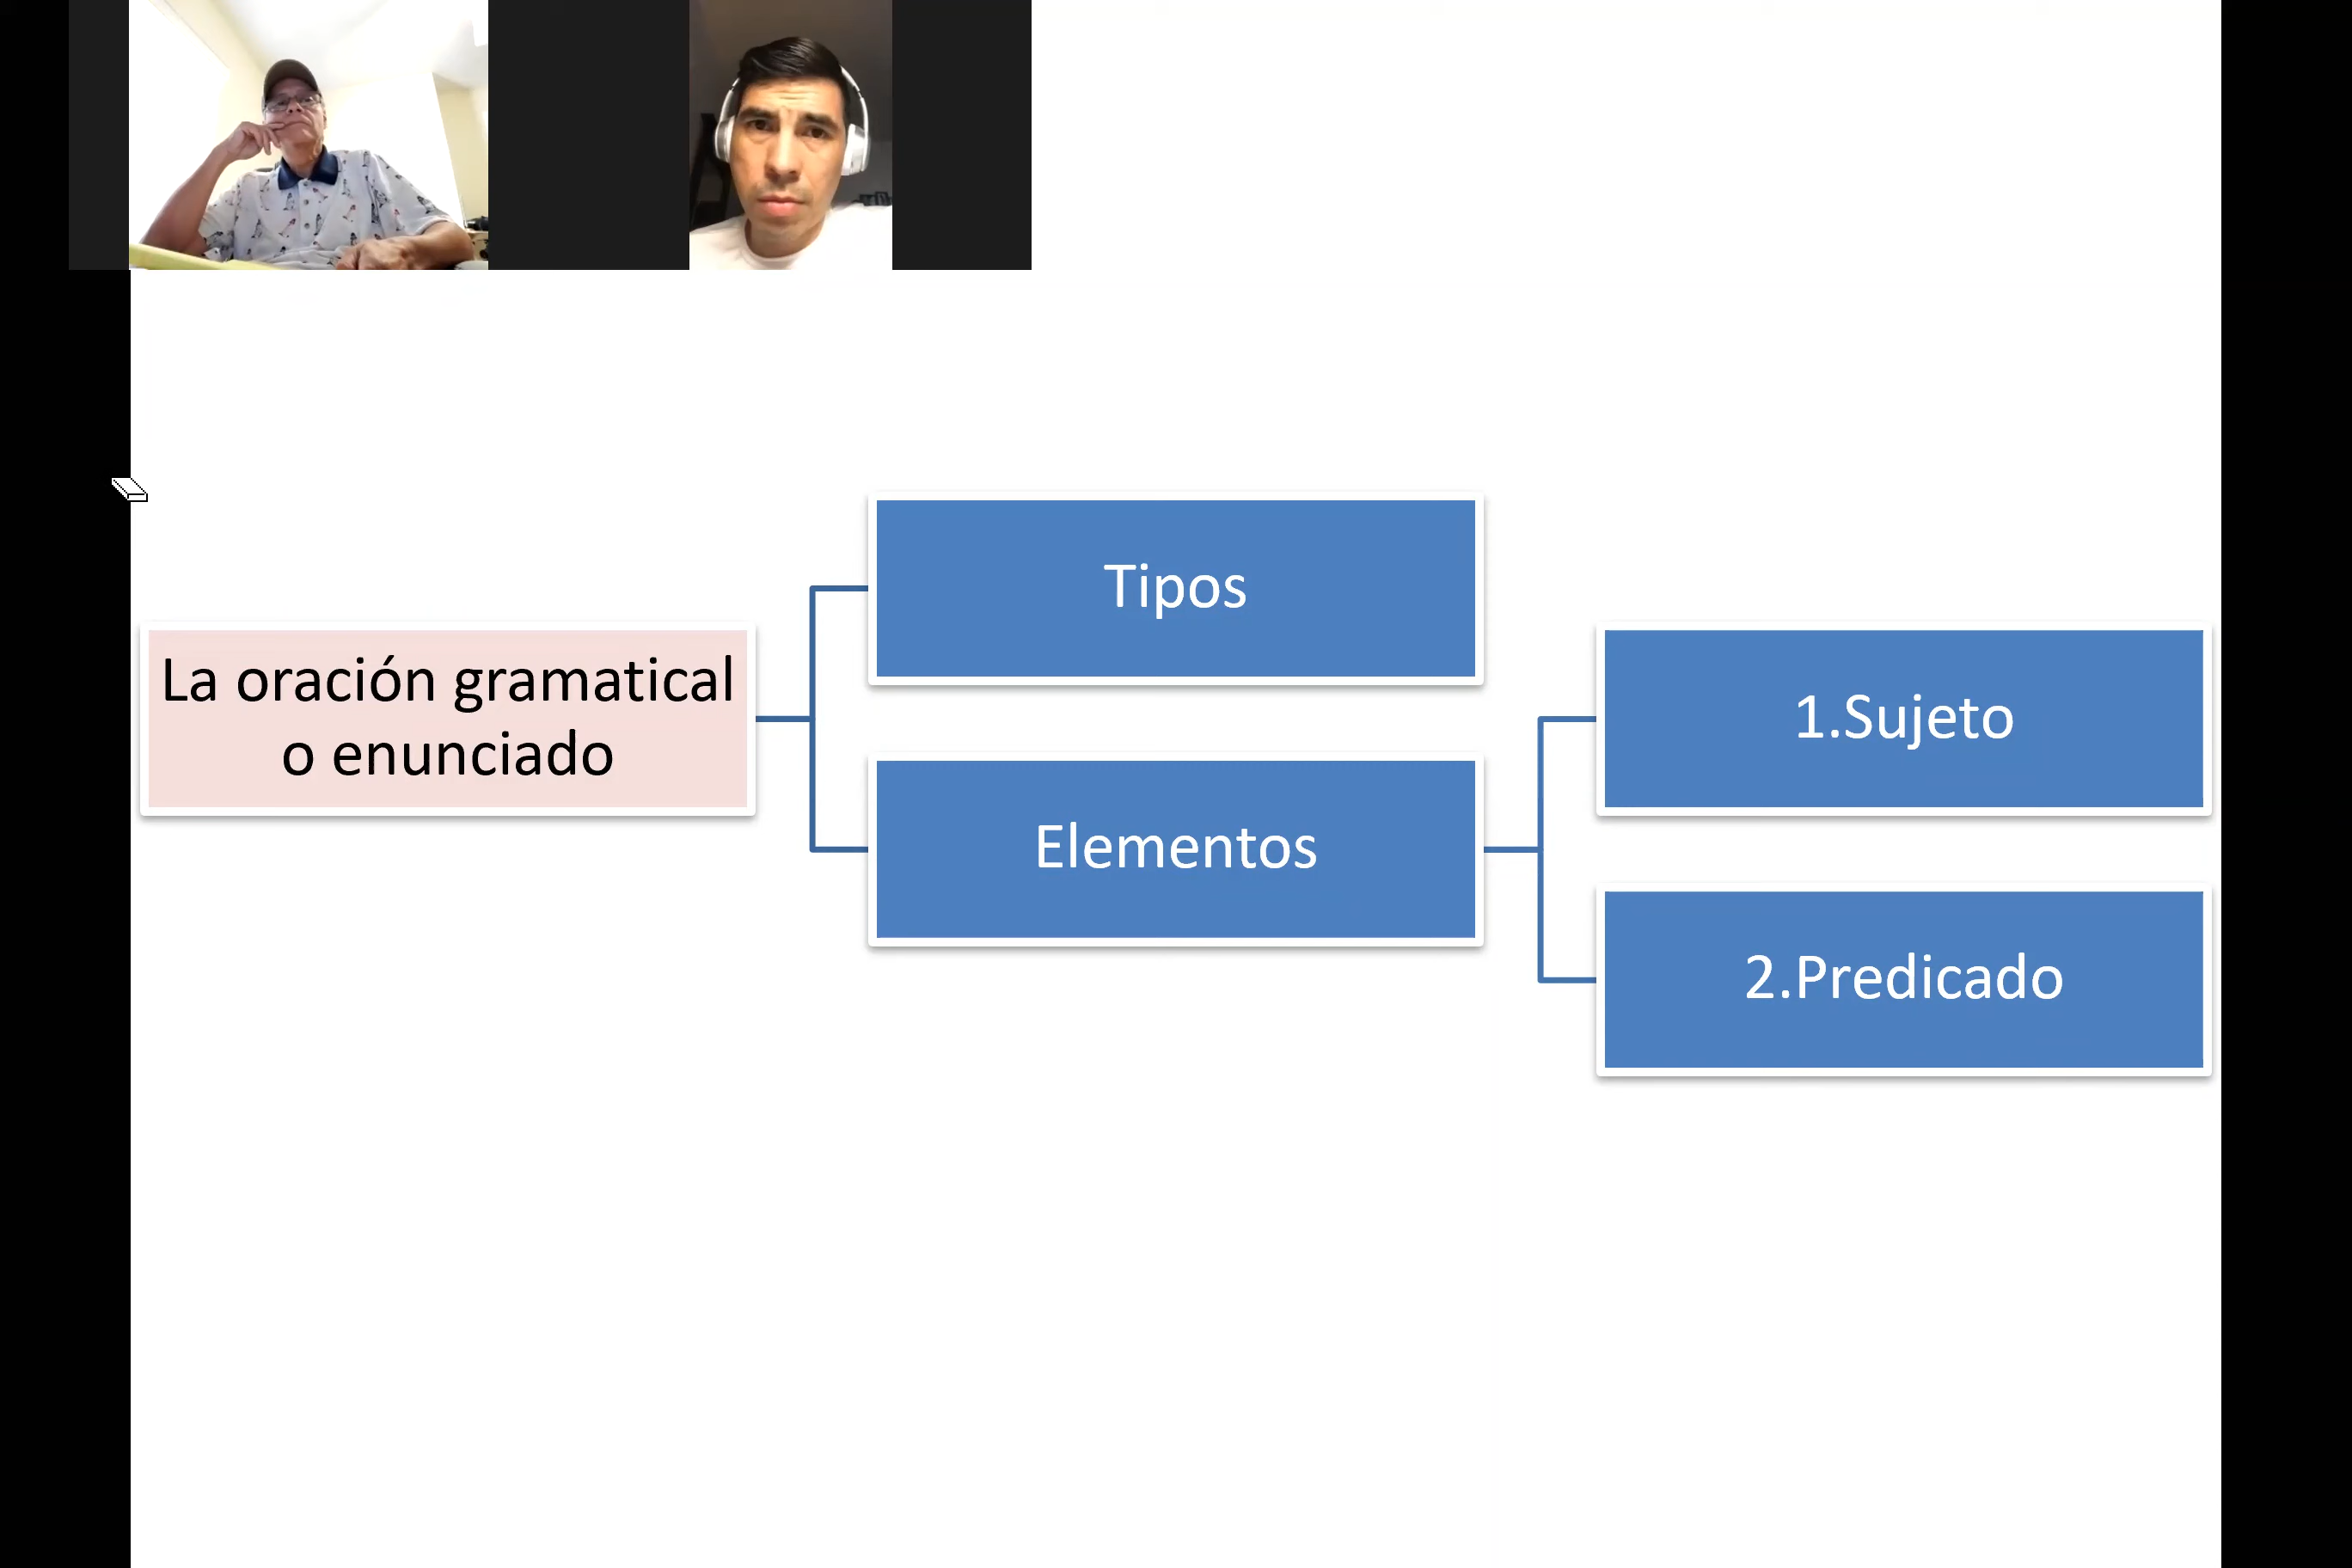 Tipos
La oración gramatical
o enunciado
1.Sujeto
Elementos
2.Predicado